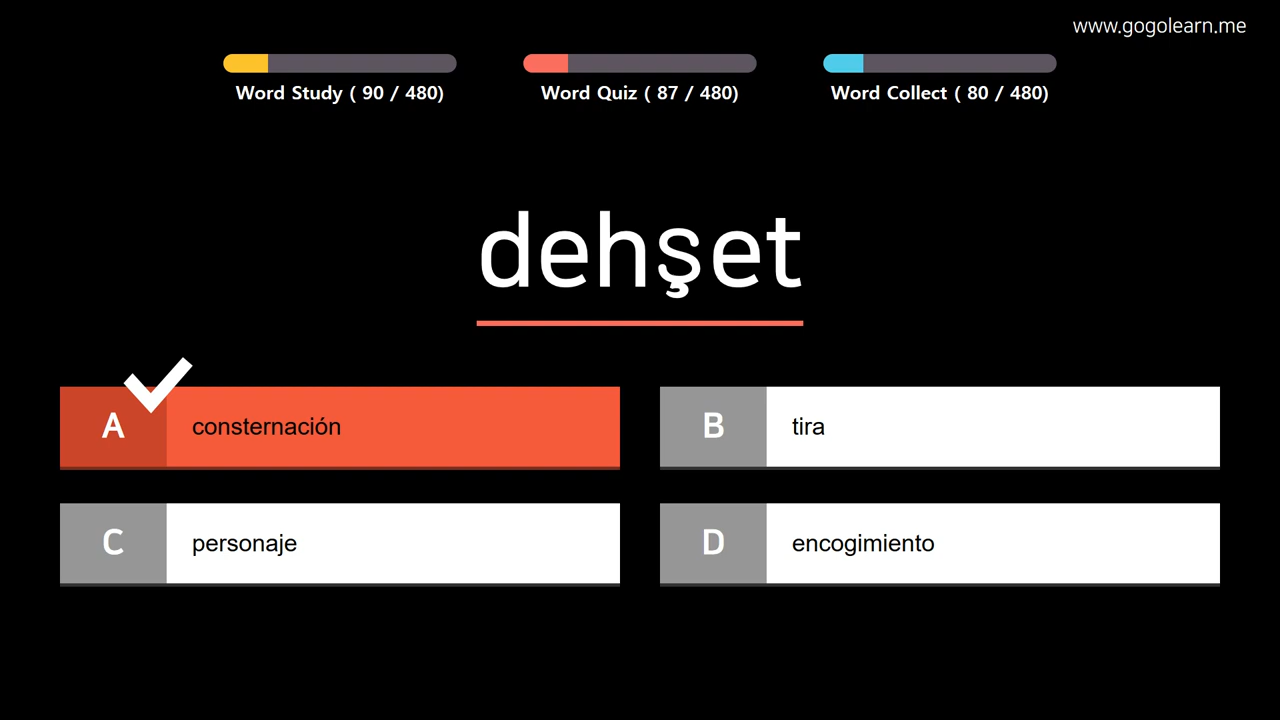 www.gogolearn.me
Word Study ( 90 / 480)
Word Quiz ( 87 / 480)
Word Collect ( 80 / 480)
dehşet
A consternación
B tira
C personaje
D encogimiento